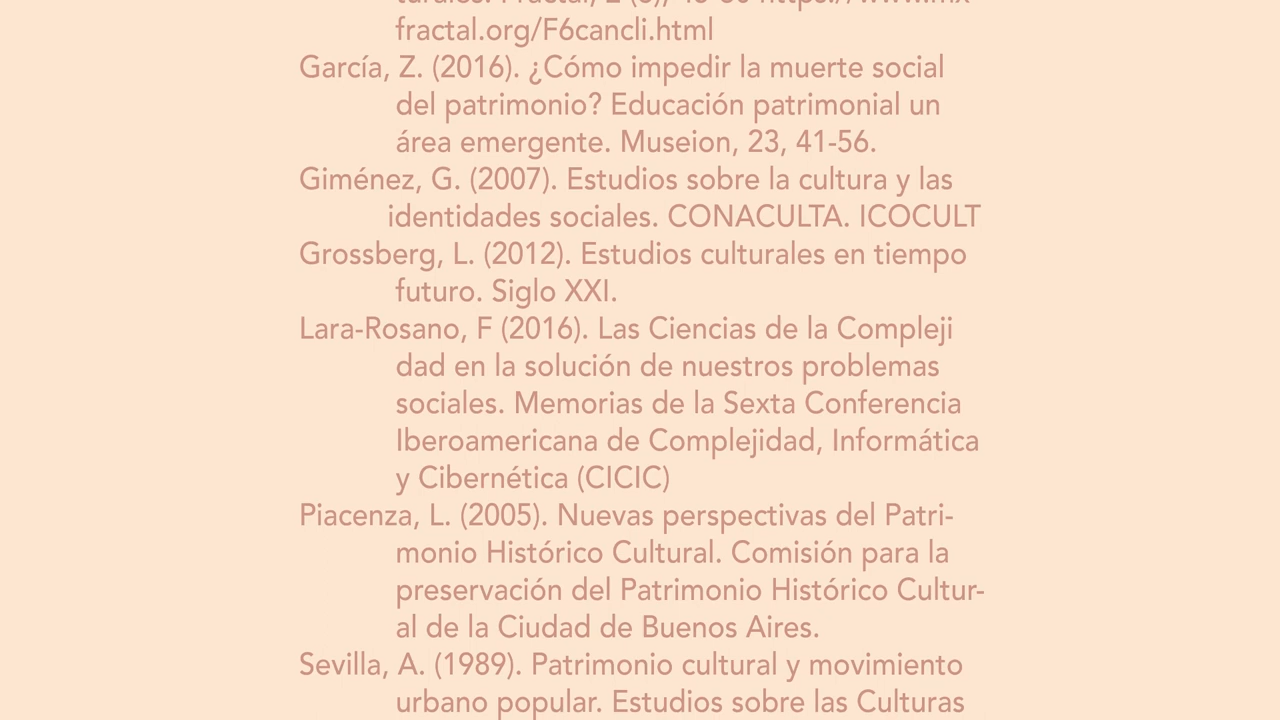 fractal.org/F6cancli.html
García, Z. (2016). ¿Cómo impedir la muerte social
del patrimonio? Educación patrimonial un
área emergente. Museion, 23, 41-56.
Giménez, G. (2007). Estudios sobre la cultura y las
identidades sociales. CONACULTA. ICOCULT
Grossberg, L. (2012). Estudios culturales en tiempo
futuro. Siglo XXI.
Lara-Rosano, F (2016). Las Ciencias de la Compleji
dad en la solución de nuestros problemas
sociales. Memorias de la Sexta Conferencia
Iberoamericana de Complejidad, Informática
y Cibernética (CICIC)
Piacenza, L. (2005). Nuevas perspectivas del Patri-
monio Histórico Cultural. Comisión para la
preservación del Patrimonio Histórico Cultur-
al de la Ciudad de Buenos Aires.
Sevilla, A. (1989). Patrimonio cultural y movimiento
urbano popular. Estudios sobre las Culturas